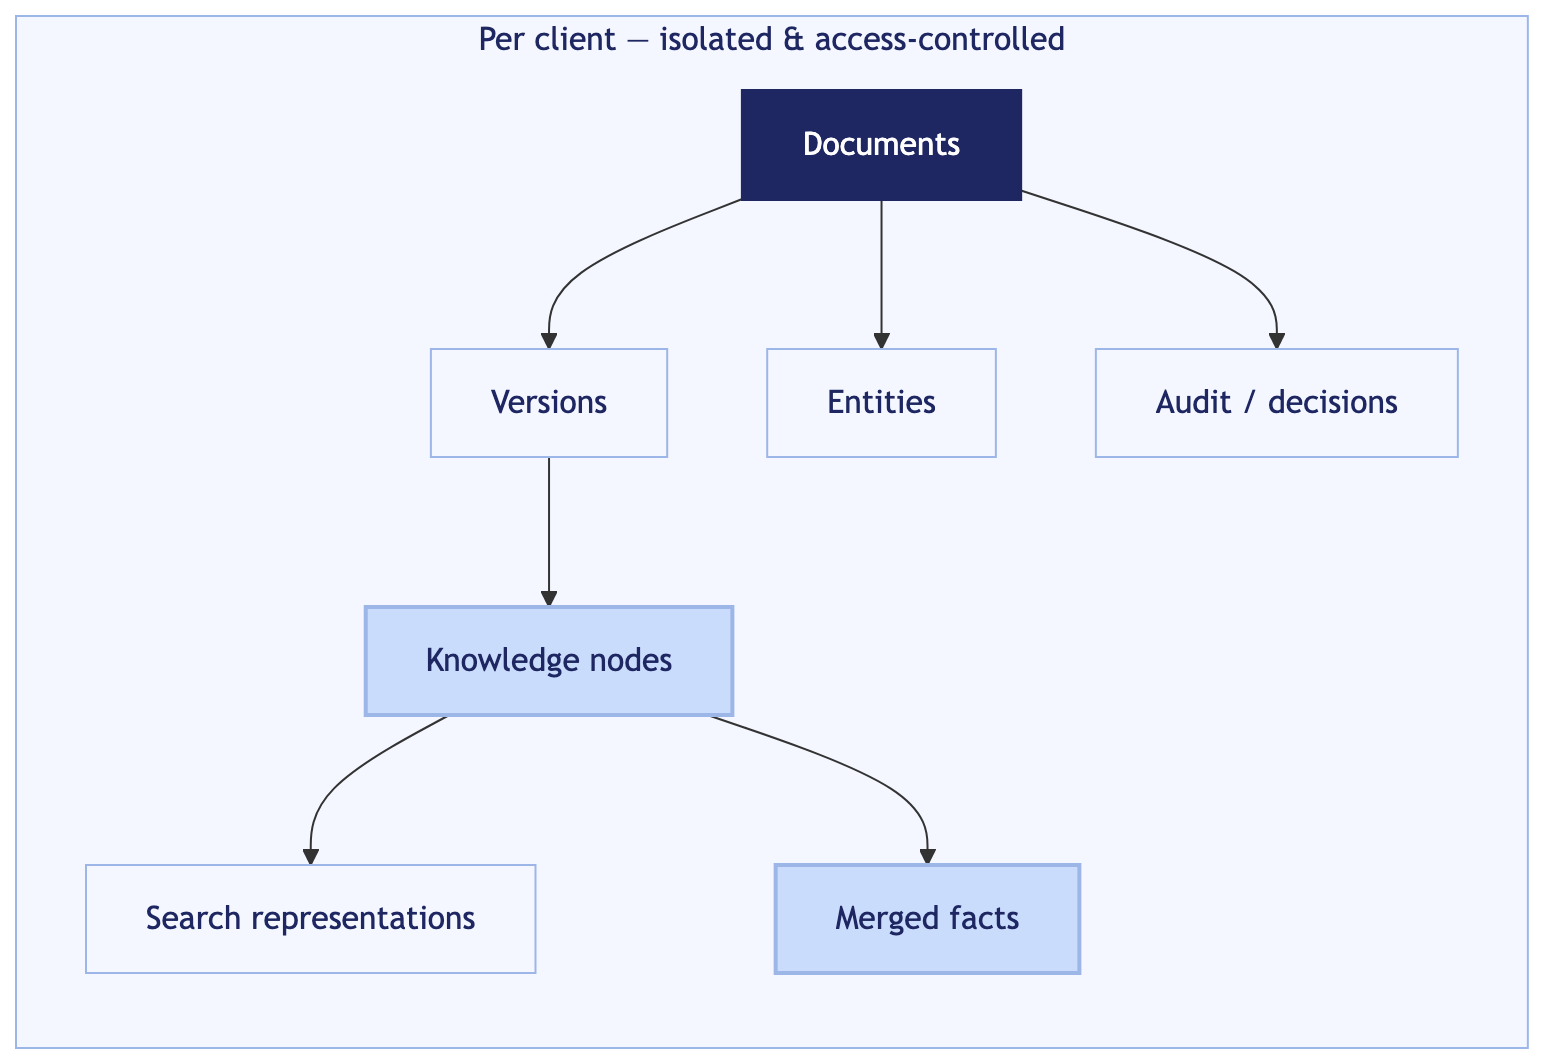 Per client — isolated & access-controlled
Documents
Versions
Entities
Audit / decisions
Knowledge nodes
Search representations
Merged facts